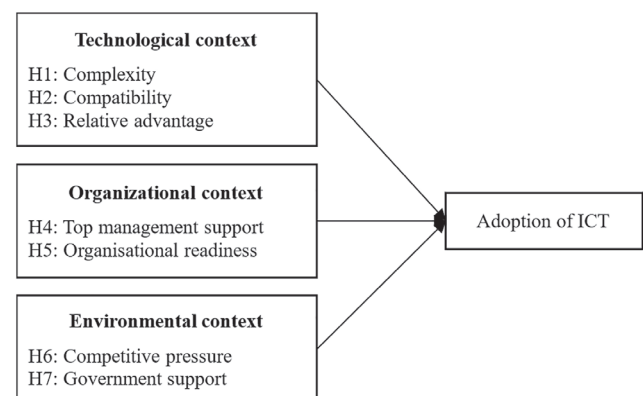 Technological context
H1: Complexity
H2: Compatibility
H3: Relative advantage
Organizational context
H4: Top management support
H5: Organisational readiness
Adoption of ICT
Environmental context
H6: Competitive pressure
H7: Government support